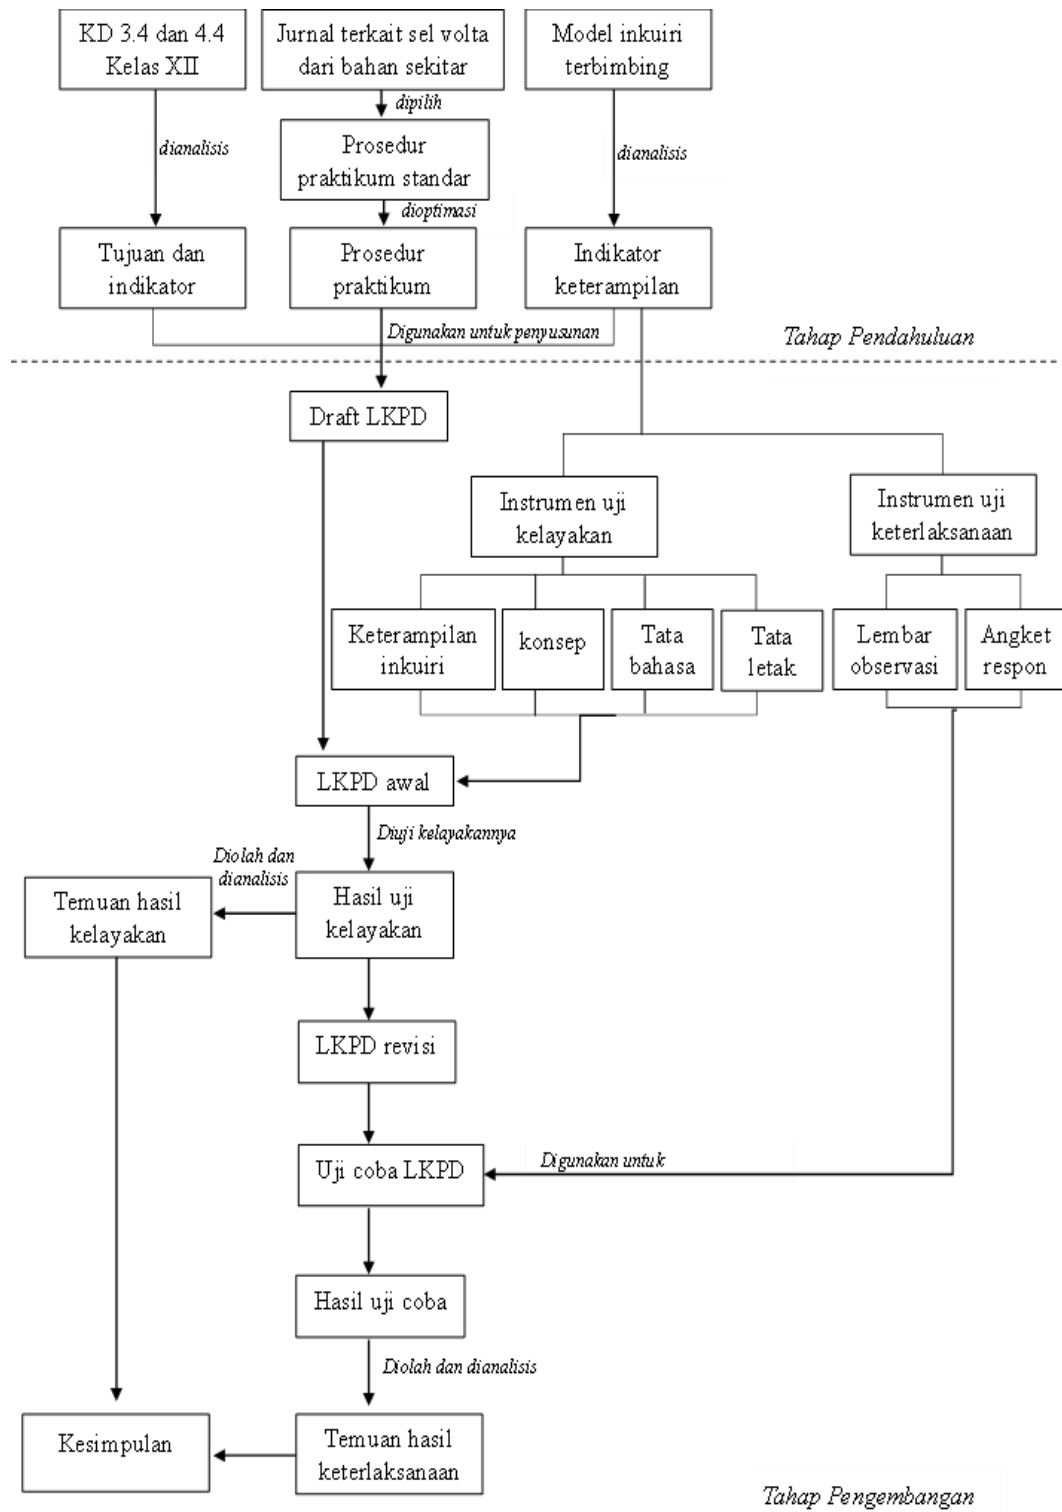 KD 3.4 dan 4.4
Kelas XII
Jurnal terkait sel volta
dari bahan sekitar
Model inkuiri
terbimbing
dipilih
dianalisis
Prosedur
praktikum standar
dianalisis
dioptimasi
Tujuan dan
indikator
Prosedur
praktikum
Indikator
keterampilan
Digunakan untuk penyusunan
Tahap Pendahuluan
Draft LKPD
Instrumen uji
kelayakan
Instrumen uji
keterlaksanaan
Keterampilan
inkuiri
konsep
Tata
bahasa
Tata
letak
Lembar
observasi
Angket
respon
LKPD awal
Diuji kelayakannya
Diolah dan
dianalisis
Temuan hasil
kelayakan
Hasil uji
kelayakan
LKPD revisi
Uji coba LKPD
Digunakan untuk
Hasil uji coba
Diolah dan dianalisis
Kesimpulan
Temuan hasil
keterlaksanaan
Tahap Pengembangan